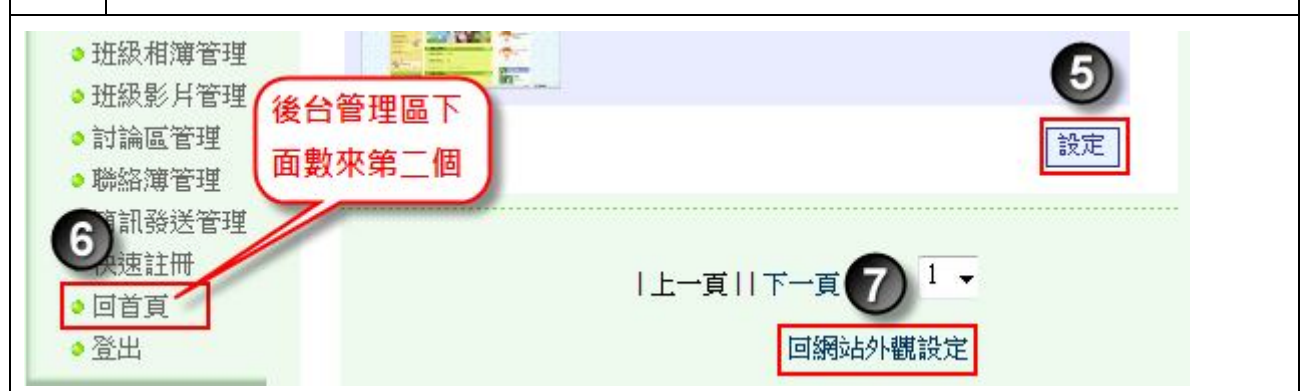 班級相簿管理
班級影片管理
討論區管理
聯絡簿管理
訊發送管理
快速註冊
回首頁
登出
6
後台管理區下
面數來第二個
5
設定
|上一頁||下一頁
7
1
回網站外觀設定